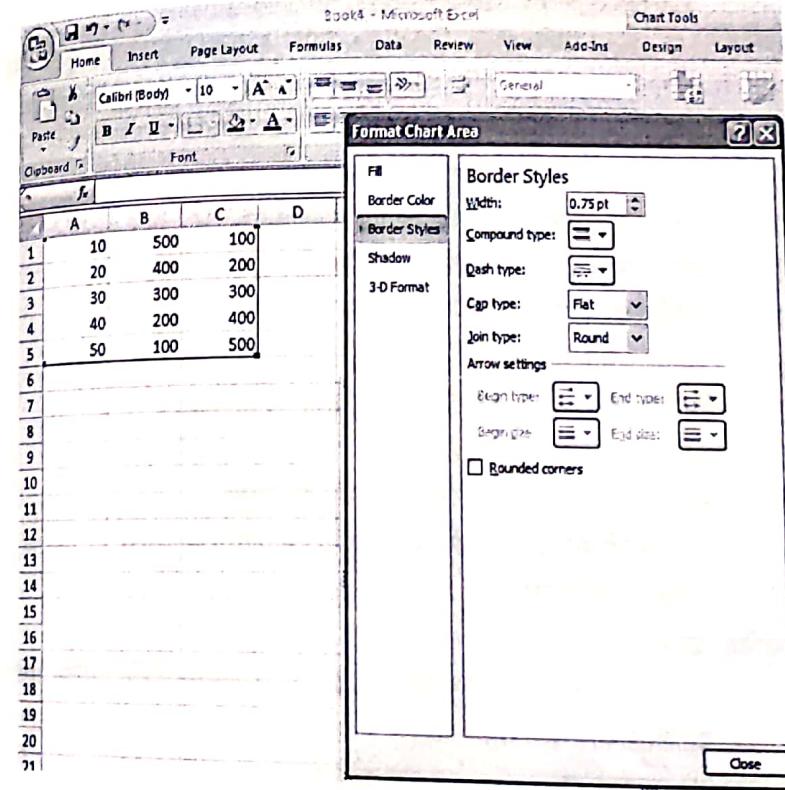 Book4 - Microsoft Excel
Chart Tools
Home Insert Page Layout Formulas Data Review View Add-Ins Design Layout
Calibri (Body) 10 A A General
Paste B I U A
Clipboard Font
fx
Format Chart Area ? X
Fill
Border Color
Border Styles
Shadow
3-D Format
Border Styles
Width: 0.75 pt
Compound type:
Dash type:
Cap type: Flat
Join type: Round
Arrow settings
Begin type: End type:
Begin size: End size:
Rounded corners
Close
A B C D
1 10 500 100
2 20 400 200
3 30 300 300
4 40 200 400
5 50 100 500
6
7
8
9
10
11
12
13
14
15
16
17
18
19
20
21